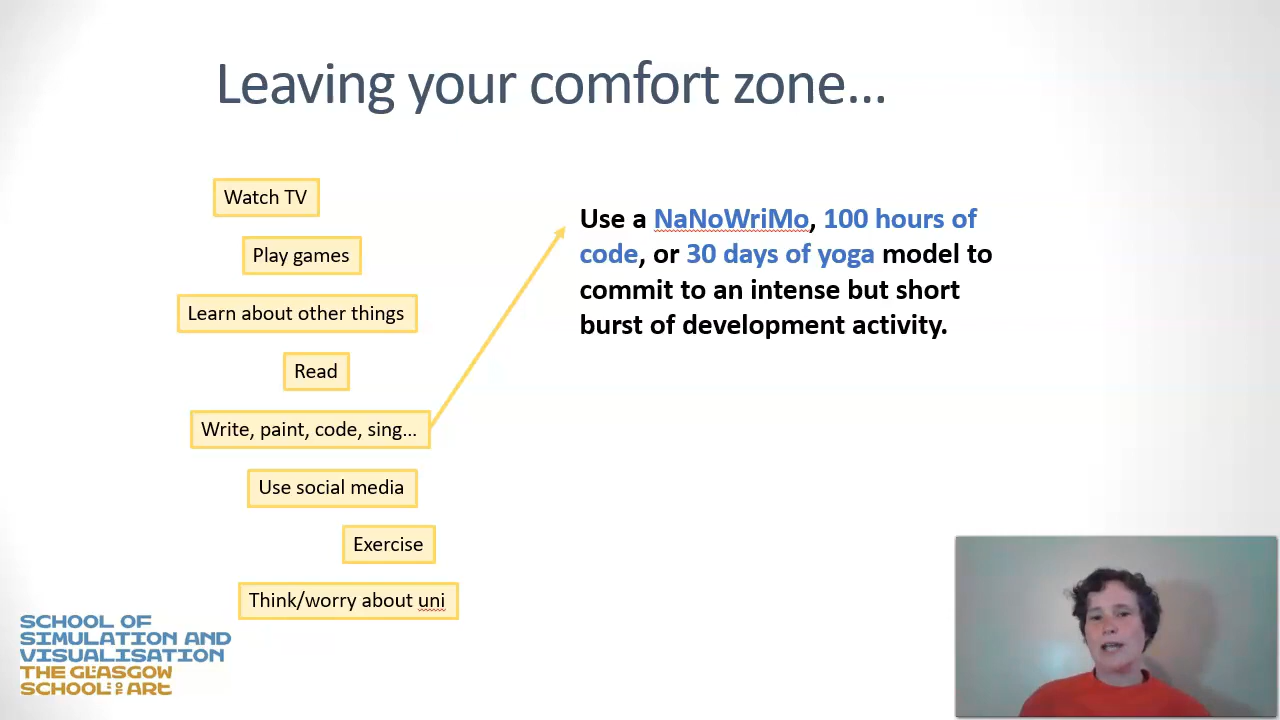 Leaving your comfort zone...
Watch TV
Play games
Learn about other things
Read
Write, paint, code, sing...
Use social media
Exercise
Think/worry about uni
Use a NaNoWriMo, 100 hours of
code, or 30 days of yoga model to
commit to an intense but short
burst of development activity.
SCHOOL OF
SIMULATION AND
VISUALISATION
THE GLASGOW
SCHOOL OF ART